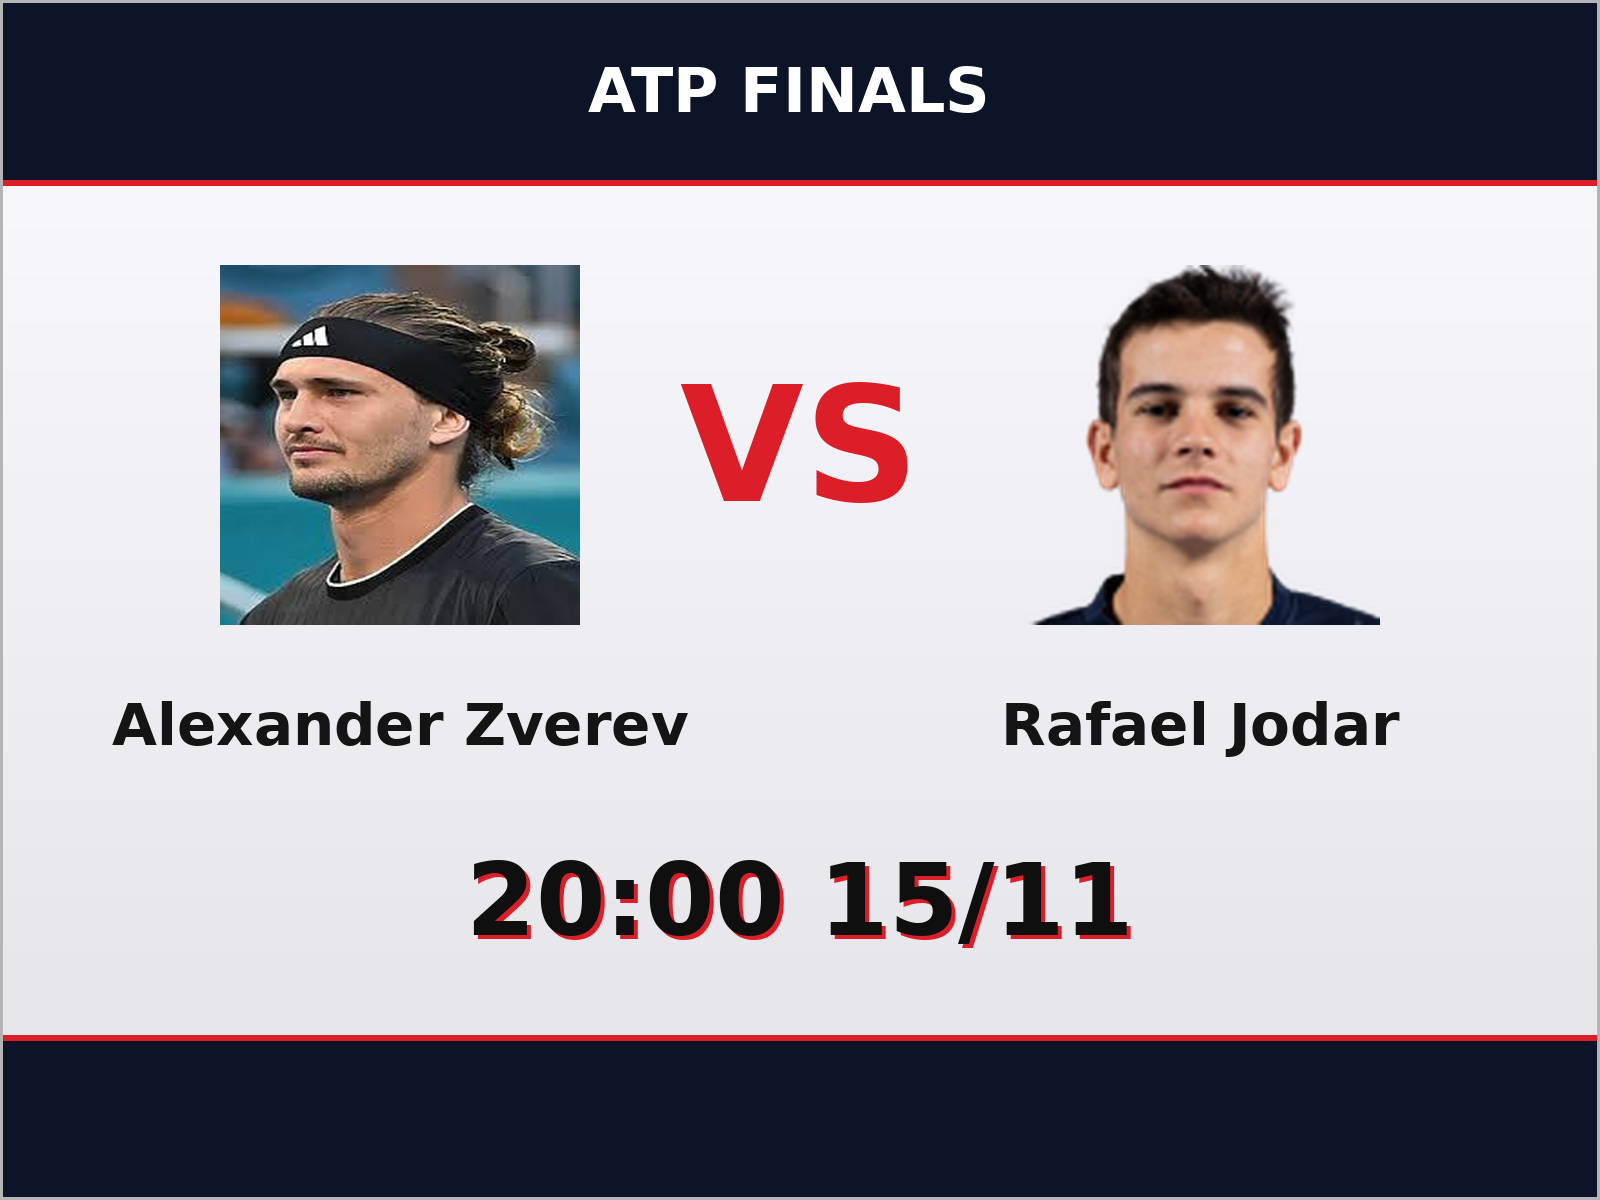 ATP FINALS
VS
Alexander Zverev
Rafael Jodar
20:00 15/11